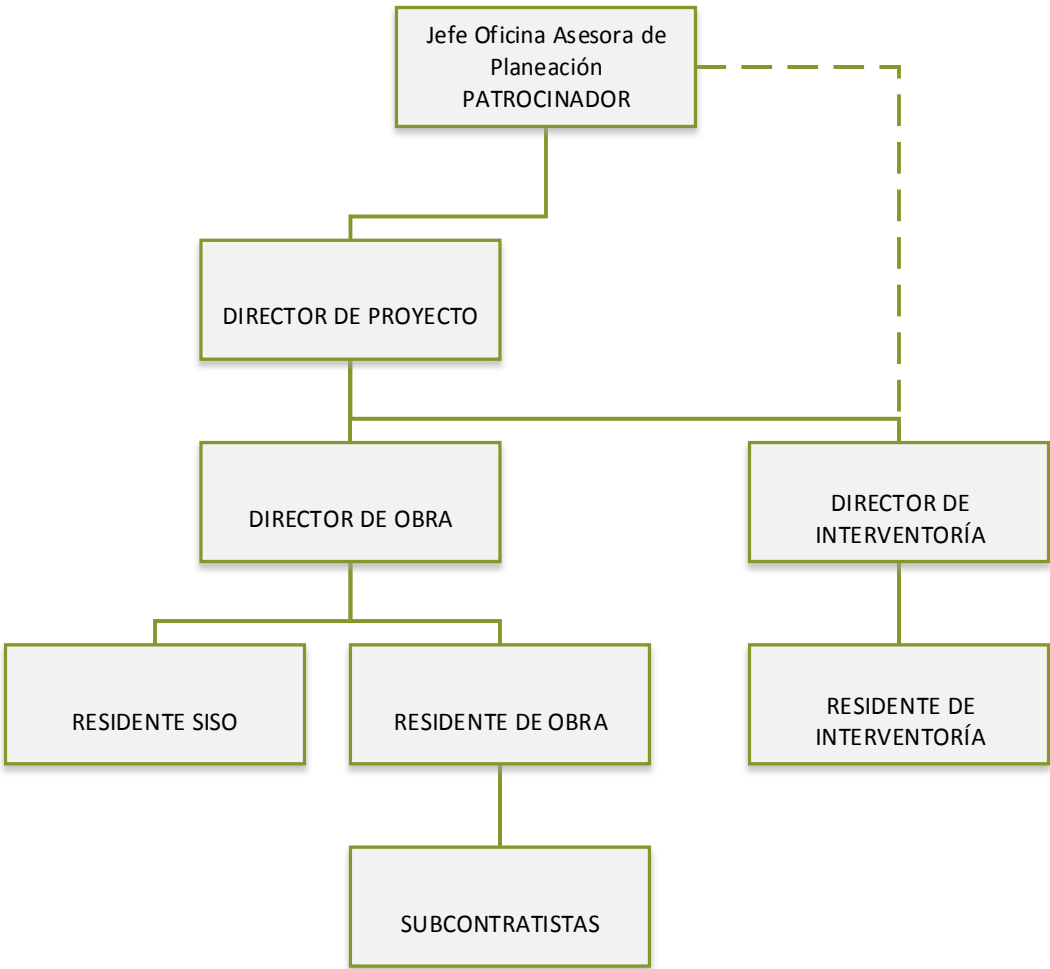 Jefe Oficina Asesora de
Planeación
PATROCINADOR
DIRECTOR DE PROYECTO
DIRECTOR DE OBRA
DIRECTOR DE
INTERVENTORÍA
RESIDENTE SISO
RESIDENTE DE OBRA
RESIDENTE DE
INTERVENTORÍA
SUBCONTRATISTAS